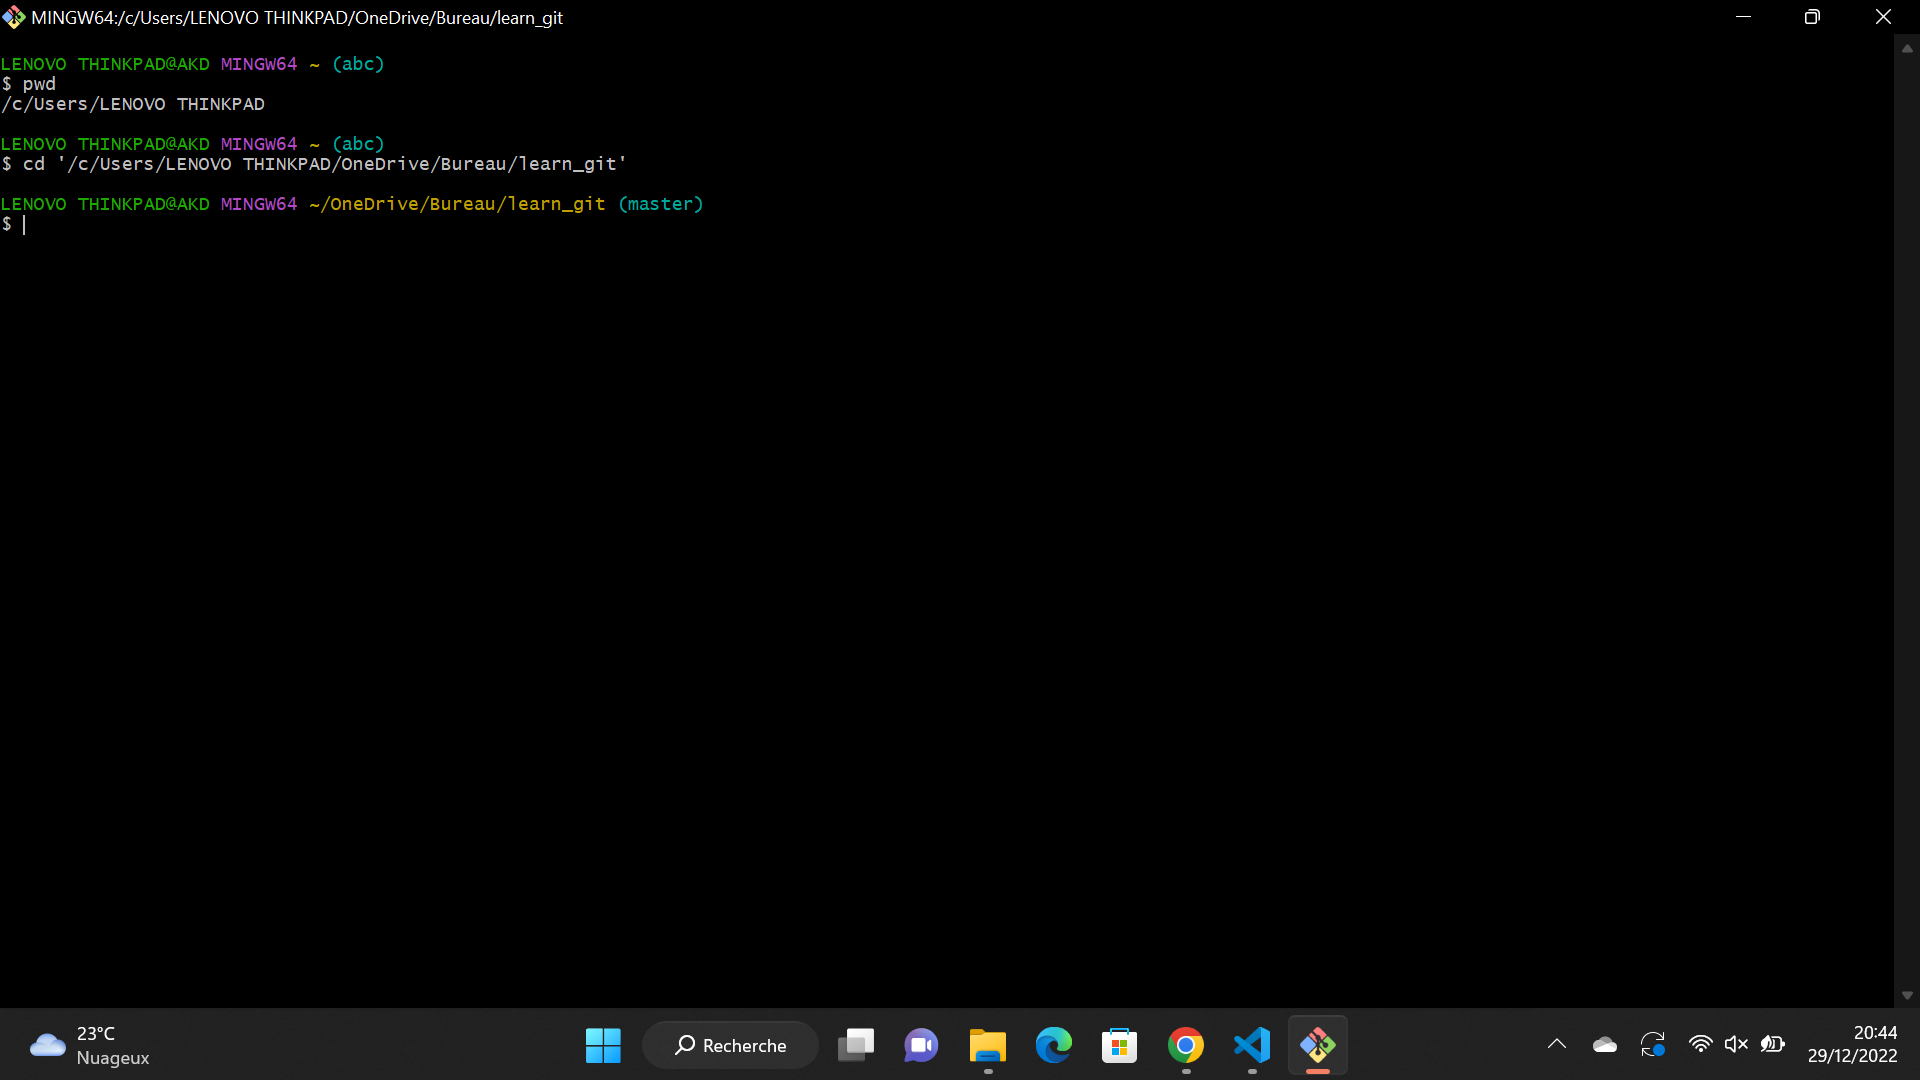 MINGW64:/c/Users/LENOVO THINKPAD/OneDrive/Bureau/learn_git
LENOVO THINKPAD@AKD MINGW64 ~ (abc)
$ pwd
/c/Users/LENOVO THINKPAD
LENOVO THINKPAD@AKD MINGW64 ~ (abc)
$ cd '/c/Users/LENOVO THINKPAD/OneDrive/Bureau/learn_git'
LENOVO THINKPAD@AKD MINGW64 ~/OneDrive/Bureau/learn_git (master)
$
23°C
Nuageux
Recherche
20:44
29/12/2022